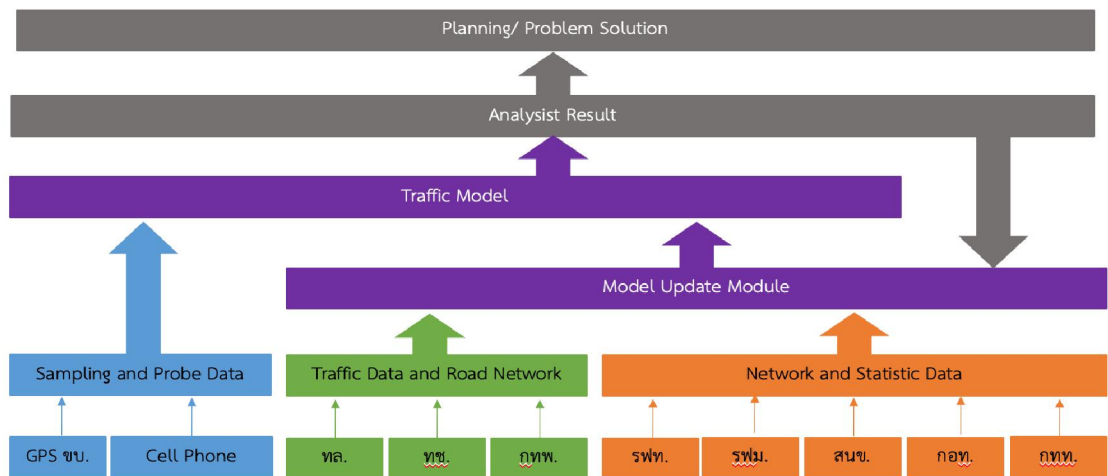 Planning/ Problem Solution
Analysist Result
Traffic Model
Model Update Module
Sampling and Probe Data
Traffic Data and Road Network
Network and Statistic Data
GPS ขบ.
Cell Phone
ทล.
ทช.
กทพ.
รฟท.
รฟม.
สนข.
กอท.
กทท.